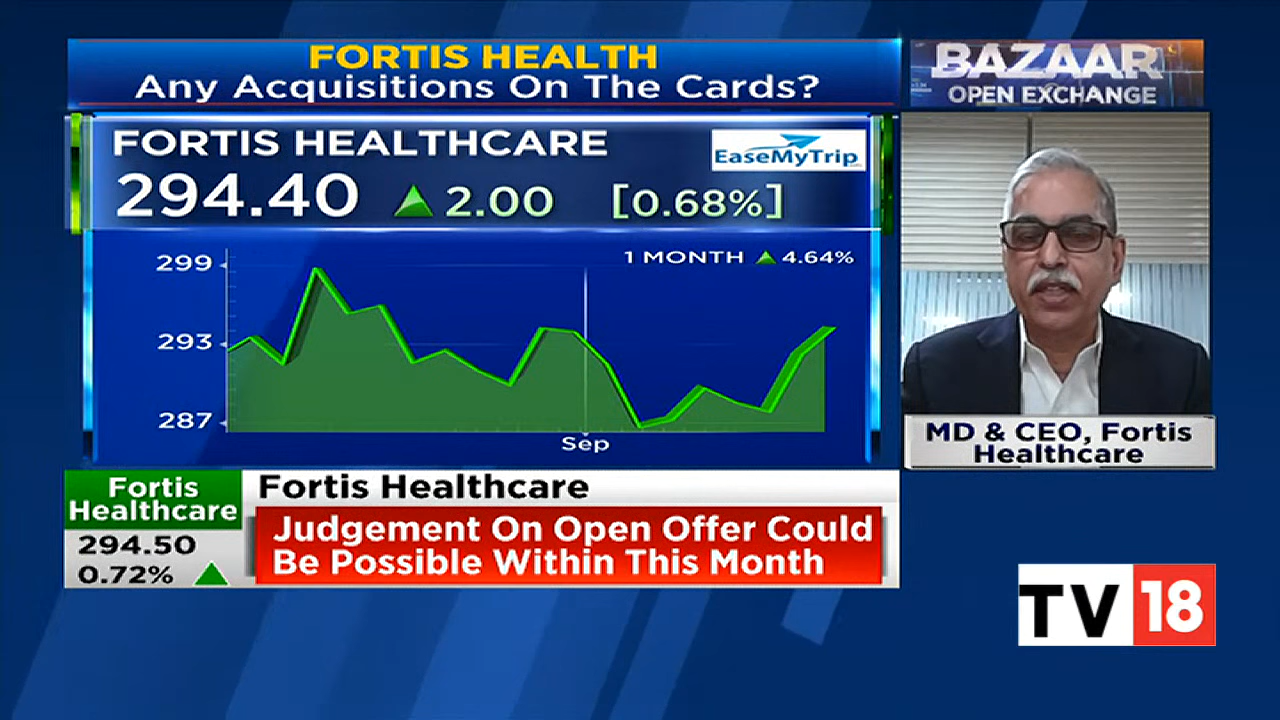 FORTIS HEALTH
Any Acquisitions On The Cards?
BAZAAR
OPEN EXCHANGE
FORTIS HEALTHCARE
EaseMyTrip
294.40 ▲ 2.00 [0.68%]
1 MONTH ▲ 4.64%
299
293
287
Sep
MD & CEO, Fortis
Healthcare
Fortis
Healthcare
294.50
0.72% ▲
Fortis Healthcare
Judgement On Open Offer Could
Be Possible Within This Month
TV 18